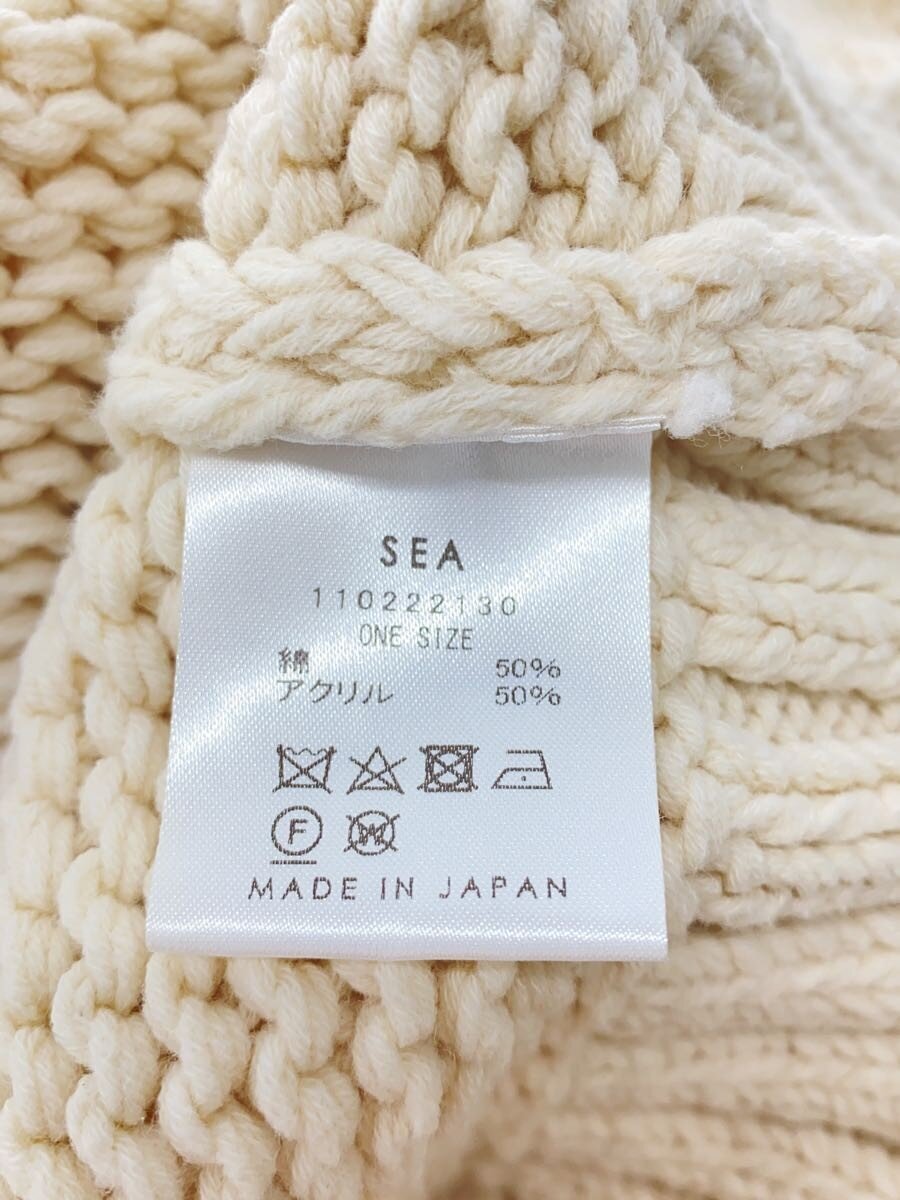 SEA
110222130
ONE SIZE
綿 50%
アクリル 50%
F W
MADE IN JAPAN